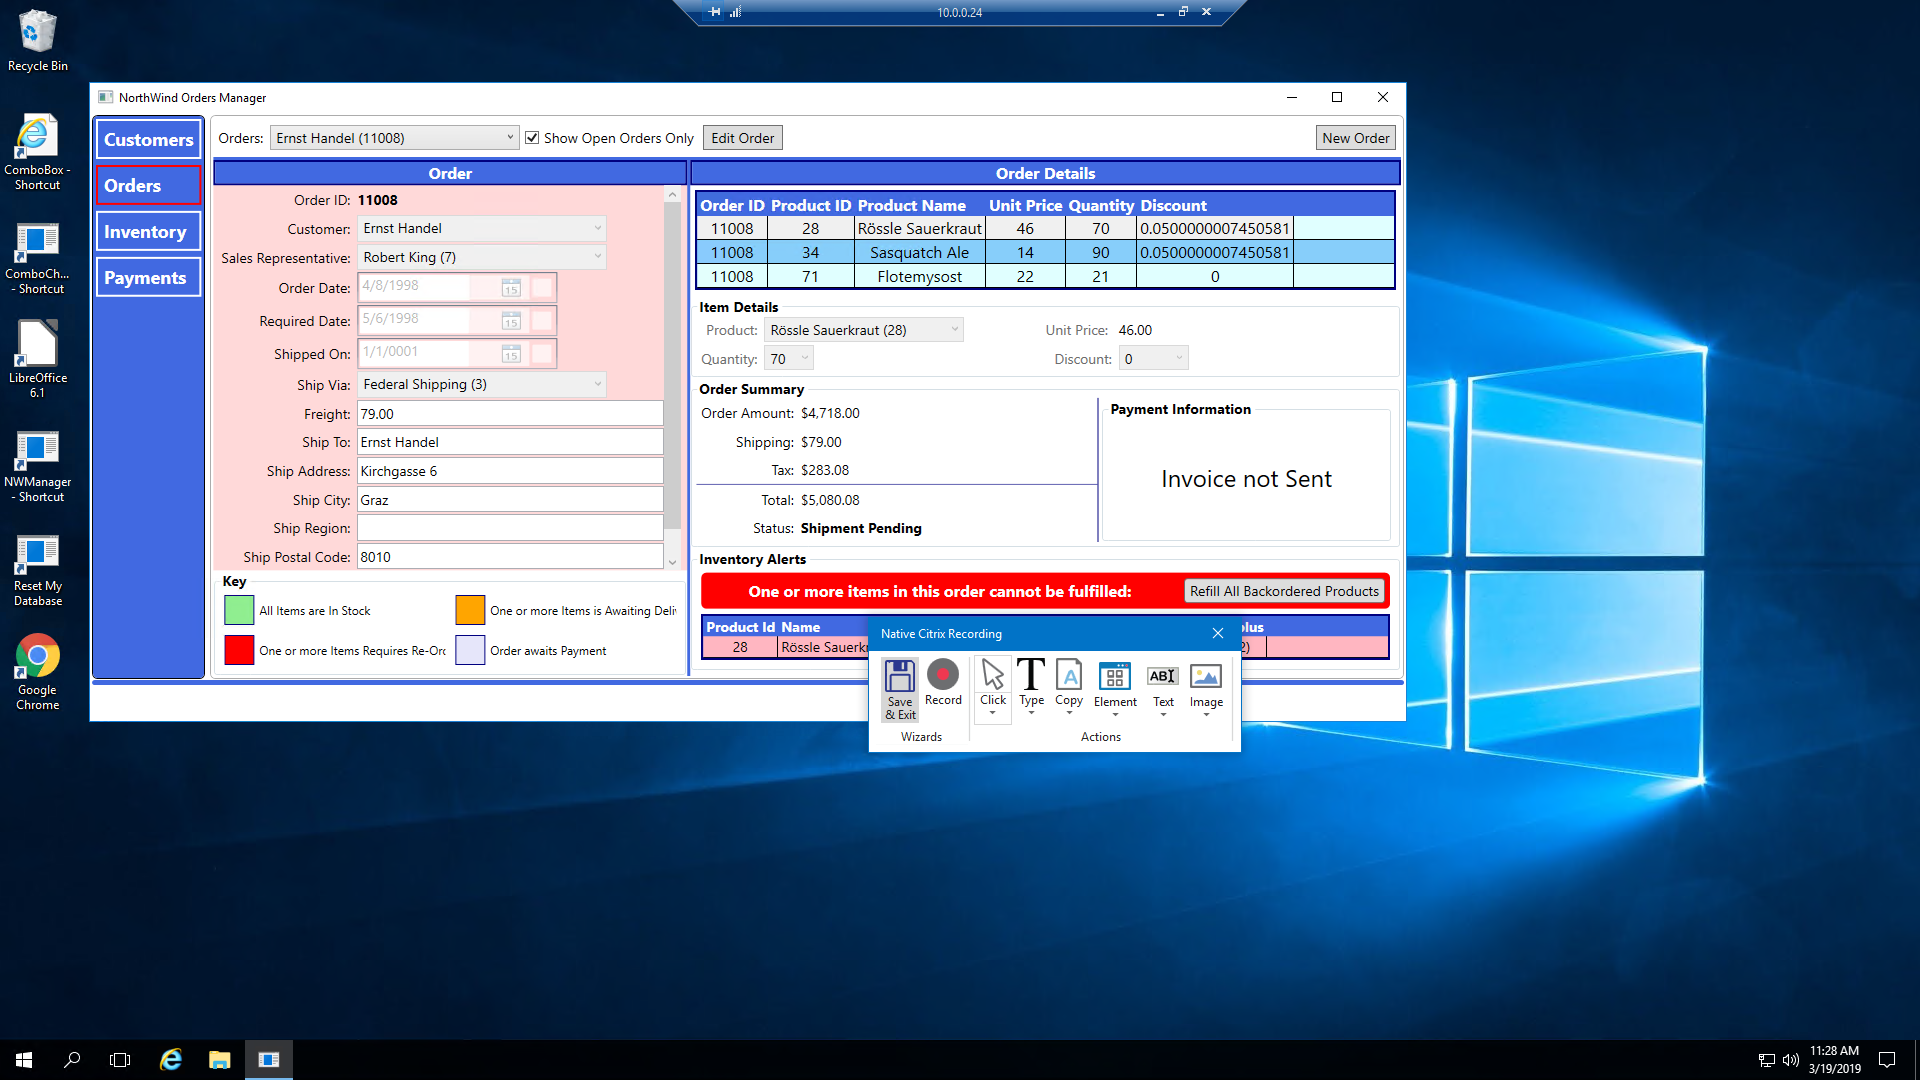 10.0.0.24
Recycle Bin
ComboBox -
Shortcut
ComboCh...
- Shortcut
LibreOffice
6.1
NWManager
- Shortcut
Reset My
Database
Google
Chrome
NorthWind Orders Manager
Customers
Orders
Inventory
Payments
Orders: Ernst Handel (11008) Show Open Orders Only Edit Order New Order
Order
Order ID: 11008
Customer: Ernst Handel
Sales Representative: Robert King (7)
Order Date: 4/8/1998 15
Required Date: 5/6/1998 15
Shipped On: 1/1/0001 15
Ship Via: Federal Shipping (3)
Freight: 79.00
Ship To: Ernst Handel
Ship Address: Kirchgasse 6
Ship City: Graz
Ship Region:
Ship Postal Code: 8010
Key
All Items are In Stock
One or more Items is Awaiting Deli
One or more Items Requires Re-Or
Order awaits Payment
Order Details
Order ID Product ID Product Name Unit Price Quantity Discount
11008 28 Rössle Sauerkraut 46 70 0.0500000007450581
11008 34 Sasquatch Ale 14 90 0.0500000007450581
11008 71 Flotemysost 22 21 0
Item Details
Product: Rössle Sauerkraut (28) Unit Price: 46.00
Quantity: 70 Discount: 0
Order Summary
Order Amount: $4,718.00
Shipping: $79.00
Tax: $283.08
Total: $5,080.08
Status: Shipment Pending
Payment Information
Invoice not Sent
Inventory Alerts
One or more items in this order cannot be fulfilled: Refill All Backordered Products
Product Id Name plus
28 Rössle Sauerkr 2)
Native Citrix Recording
Save
& Exit
Record
Click
Type
Copy
Element
Text
Image
Wizards
Actions
11:28 AM
3/19/2019